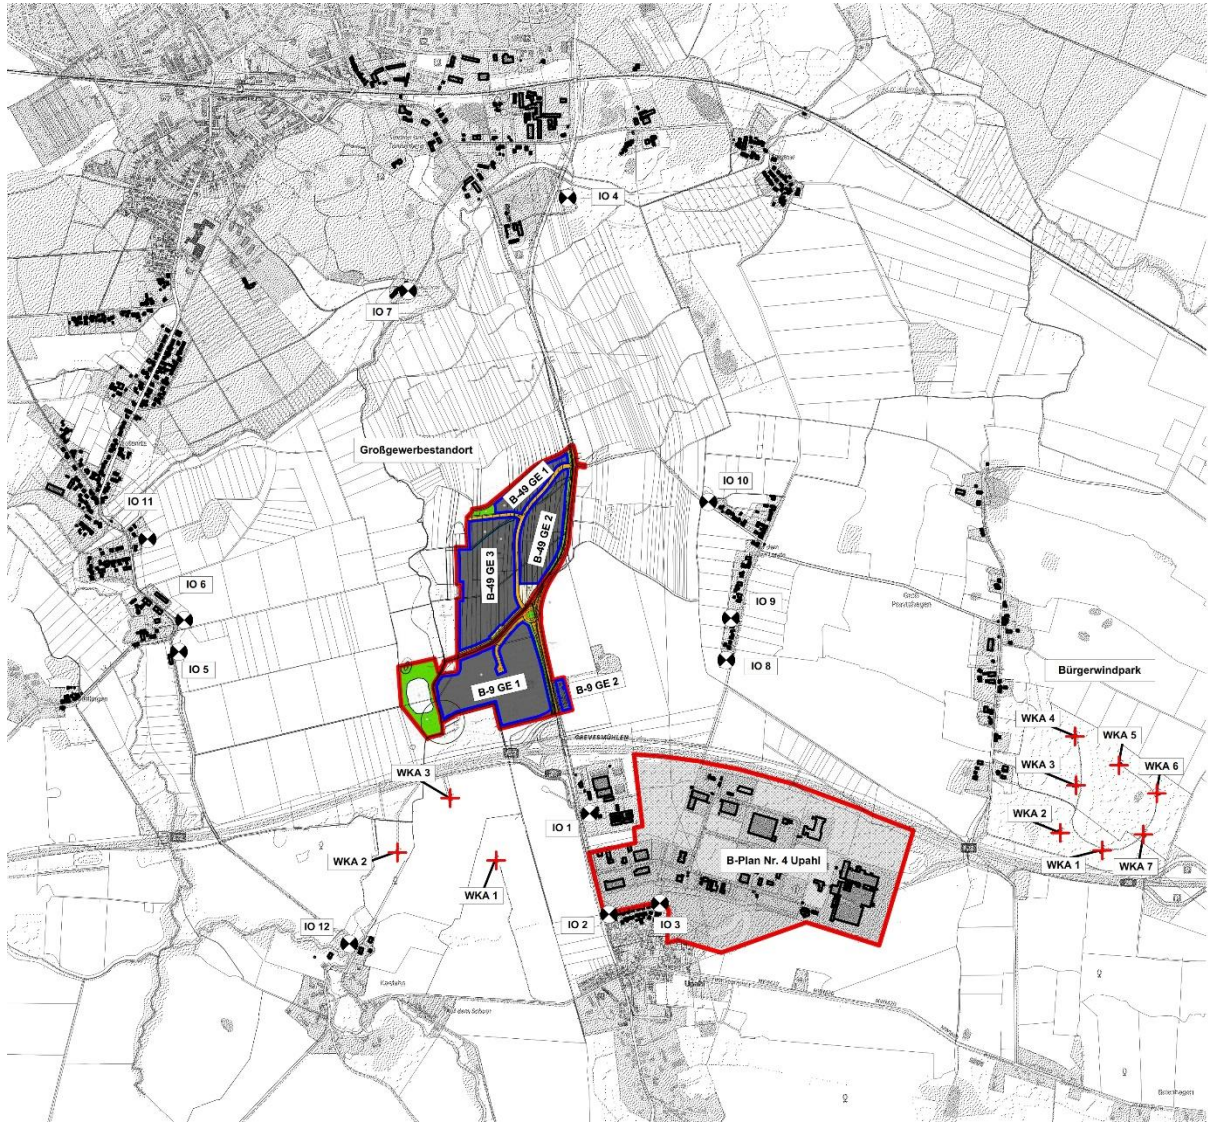 IO 4
IO 7
Großgewerbestandort
B-49 GE 1
B-49 GE 2
B-49 GE 3
IO 10
IO 11
IO 6
IO 9
IO 5
IO 8
B-9 GE 1
B-9 GE 2
Bürgerwindpark
WKA 4
WKA 5
WKA 3
WKA 6
WKA 3
GREVESMÜHLEN
IO 1
WKA 2
WKA 2
WKA 1
WKA 7
B-Plan Nr. 4 Upahl
WKA 1
IO 2
IO 3
IO 12
Upahl